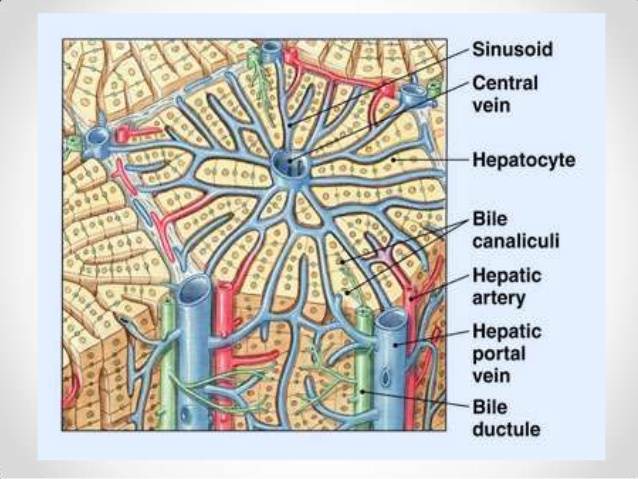 Sinusoid
Central
vein
Hepatocyte
Bile
canaliculi
Hepatic
artery
Hepatic
portal
vein
Bile
ductule